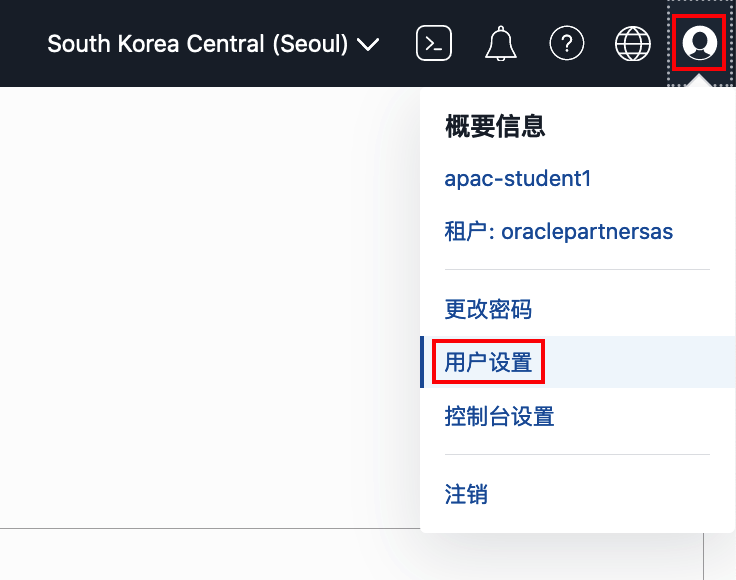 South Korea Central (Seoul)
概要信息
apac-student1
租户: oraclepartnersas
更改密码
用户设置
控制台设置
注销